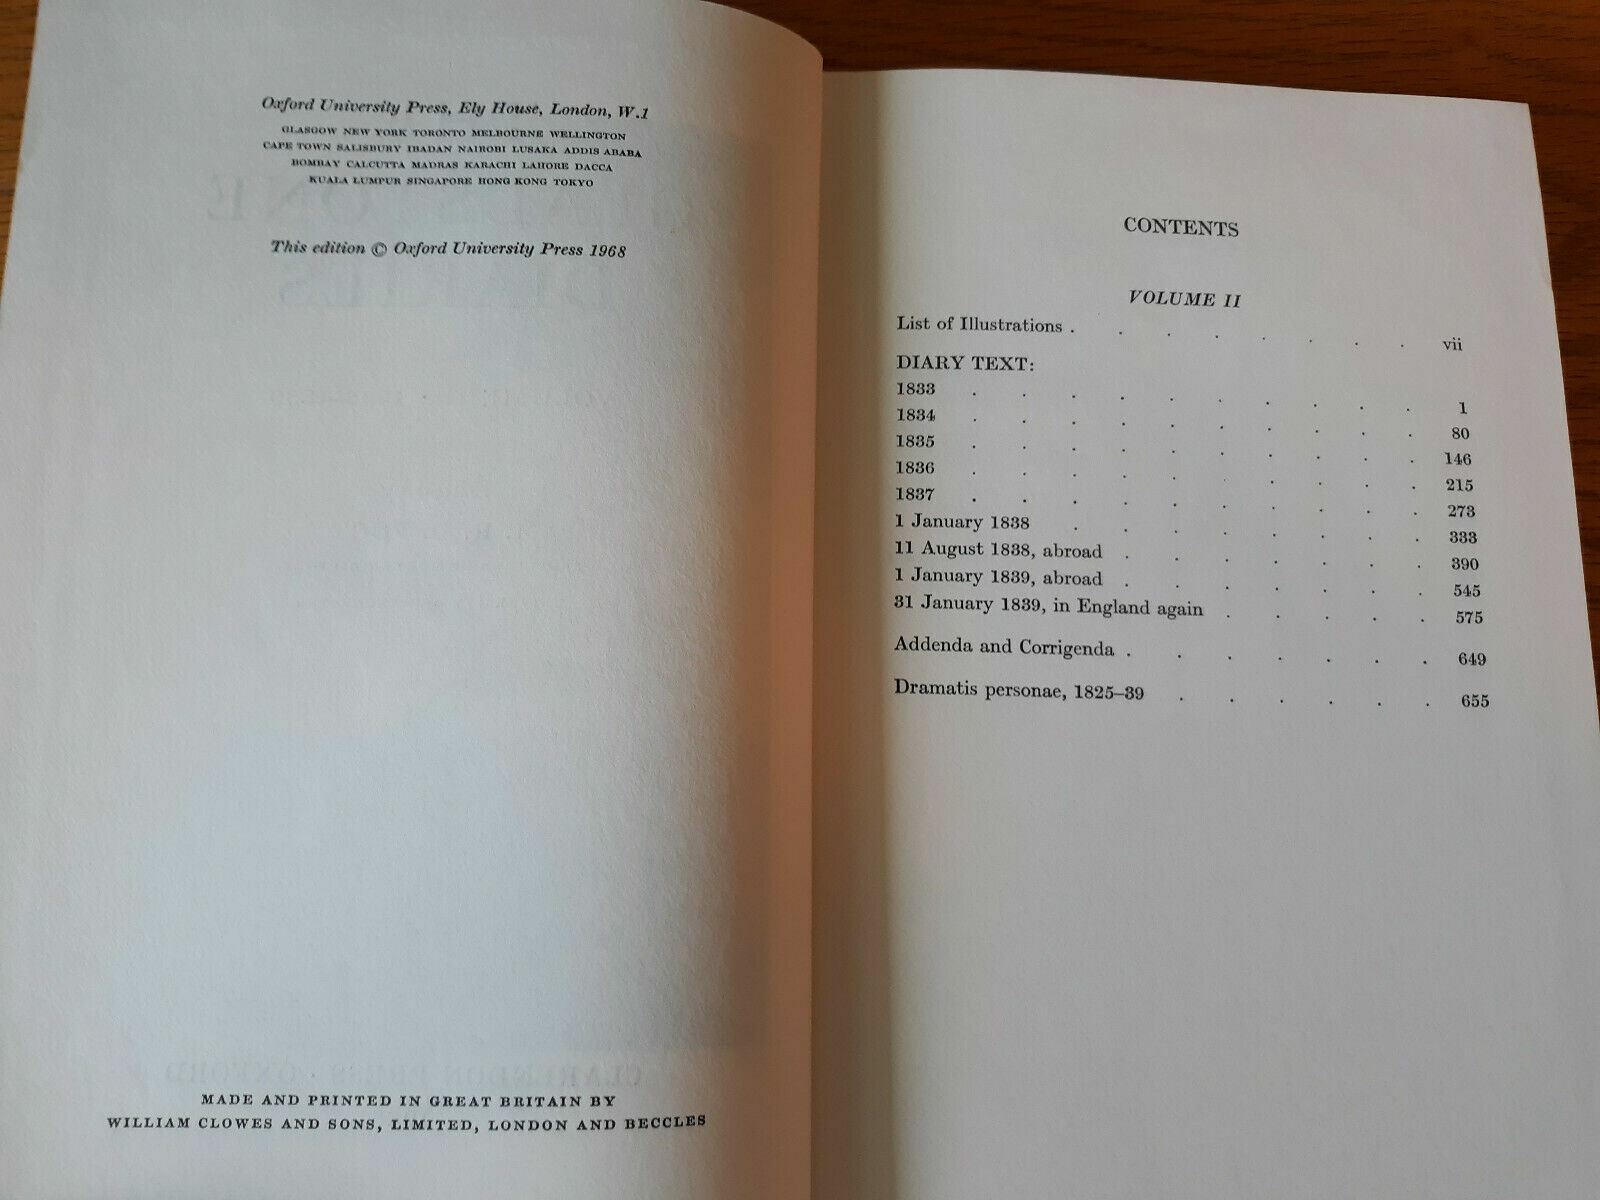 Oxford University Press, Ely House, London, W.1
GLASGOW NEW YORK TORONTO MELBOURNE WELLINGTON
CAPE TOWN SALISBURY IBADAN NAIROBI LUSAKA ADDIS ABABA
BOMBAY CALCUTTA MADRAS KARACHI LAHORE DACCA
KUALA LUMPUR SINGAPORE HONG KONG TOKYO
This edition © Oxford University Press 1968
MADE AND PRINTED IN GREAT BRITAIN BY
WILLIAM CLOWES AND SONS, LIMITED, LONDON AND BECCLES
CONTENTS
VOLUME II
List of Illustrations . . . . . . . . vii
DIARY TEXT:
1833 . . . . . . . . . . 1
1834 . . . . . . . . . . 80
1835 . . . . . . . . . . 146
1836 . . . . . . . . . . 215
1837 . . . . . . . . . . 273
1 January 1838 . . . . . . . . 333
11 August 1838, abroad . . . . . . . 390
1 January 1839, abroad . . . . . . . 545
31 January 1839, in England again . . . . . 575
Addenda and Corrigenda . . . . . . . 649
Dramatis personae, 1825–39 . . . . . . 655